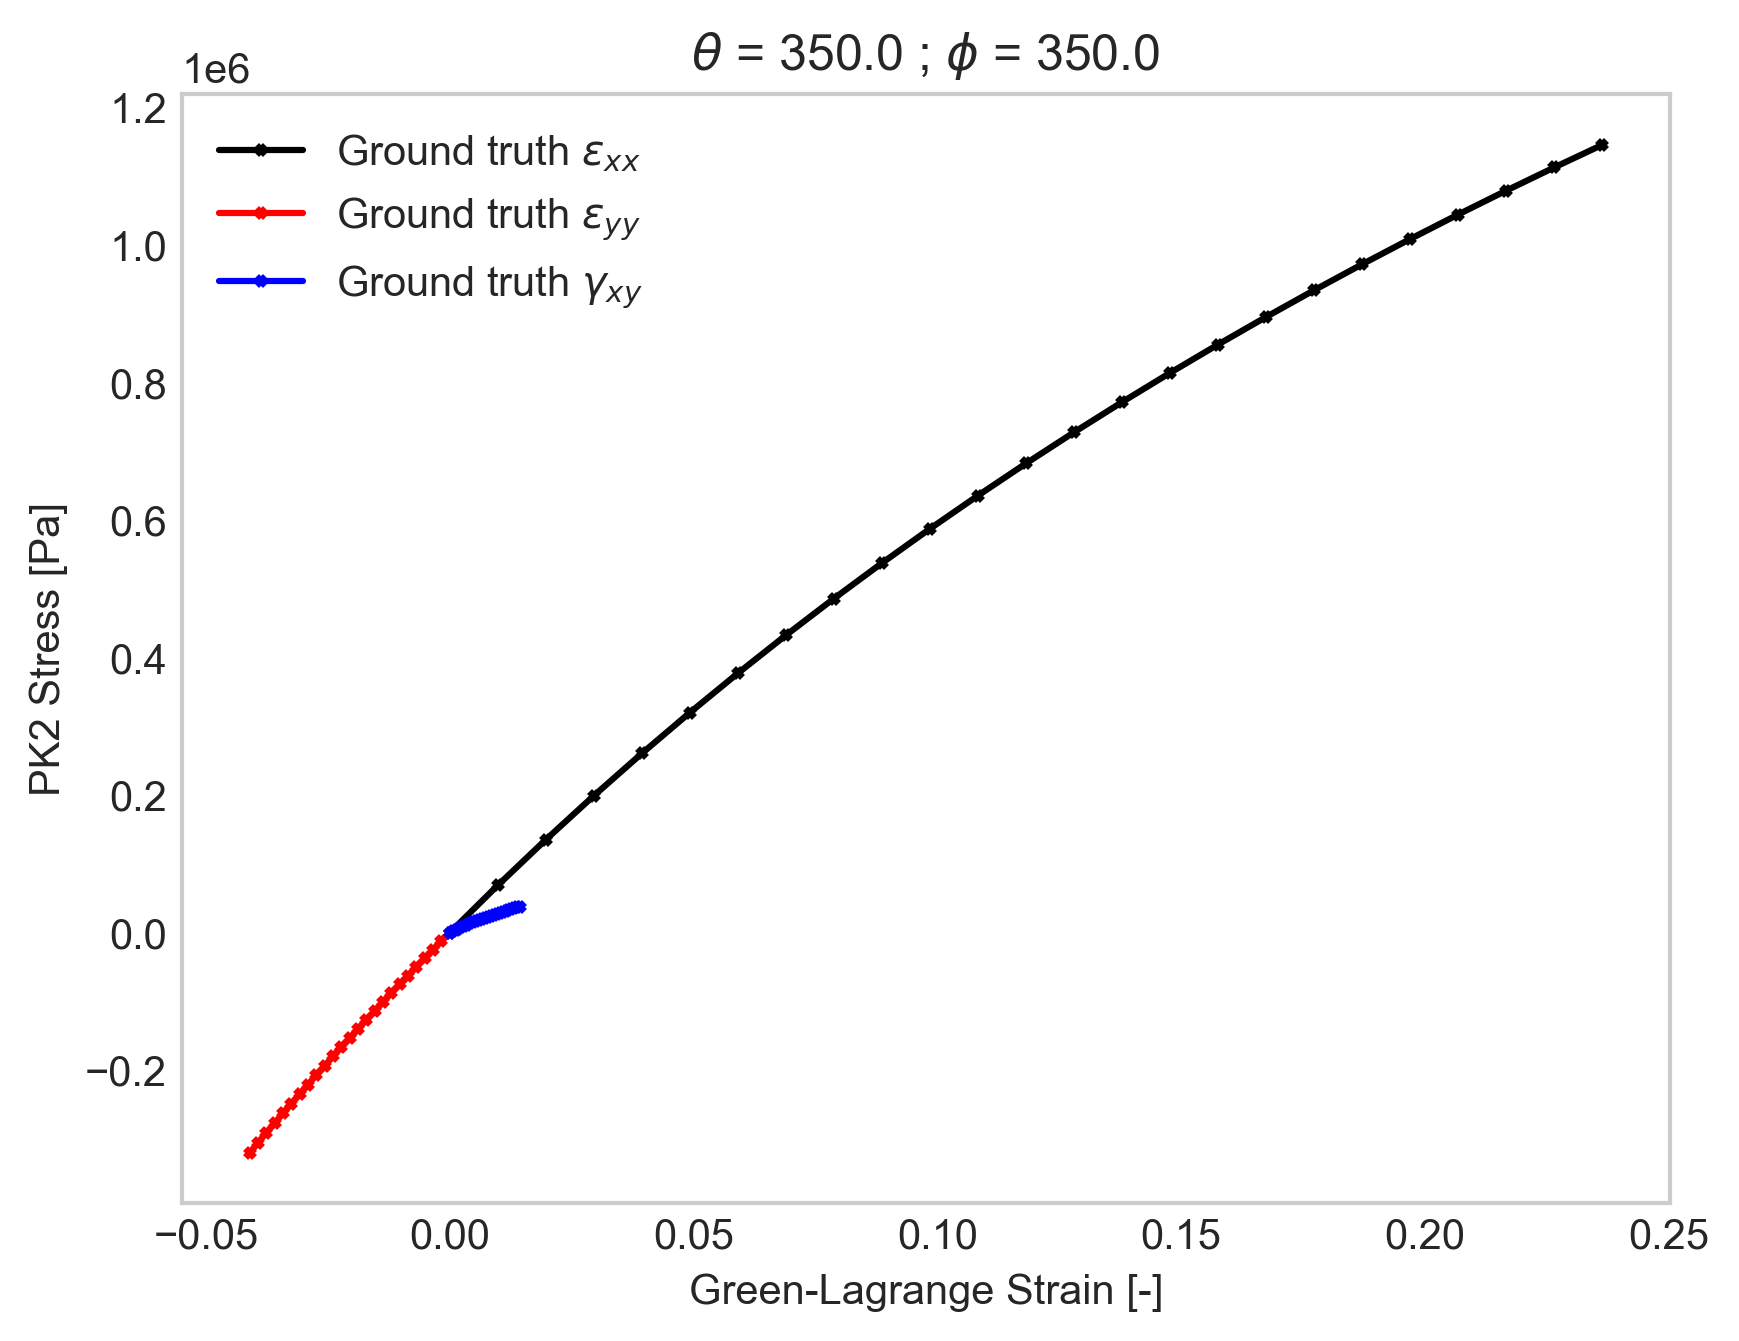 θ = 350.0 ; ϕ = 350.0
1e6
1.2
1.0
0.8
0.6
0.4
0.2
0.0
−0.2
PK2 Stress [Pa]
Ground truth εxx
Ground truth εyy
Ground truth γxy
−0.05 0.00 0.05 0.10 0.15 0.20 0.25
Green-Lagrange Strain [-]